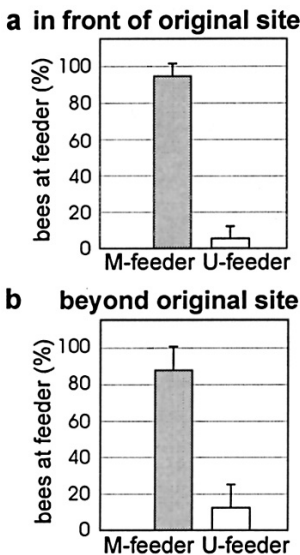 a in front of original site
bees at feeder (%)
100
80
60
40
20
0
M-feeder U-feeder
b beyond original site
bees at feeder (%)
100
80
60
40
20
0
M-feeder U-feeder